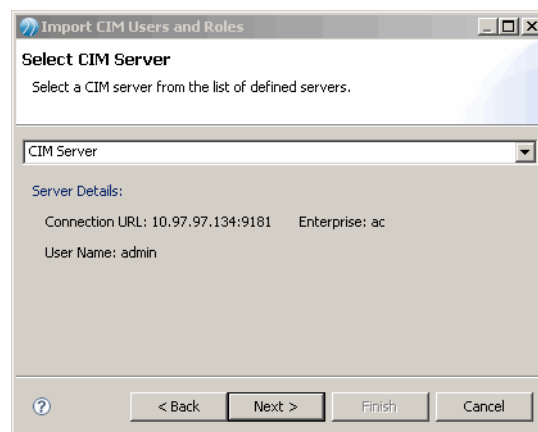 Import CIM Users and Roles
Select CIM Server
Select a CIM server from the list of defined servers.
CIM Server
Server Details:
Connection URL: 10.97.97.134:9181 Enterprise: ac
User Name: admin
? < Back Next > Finish Cancel